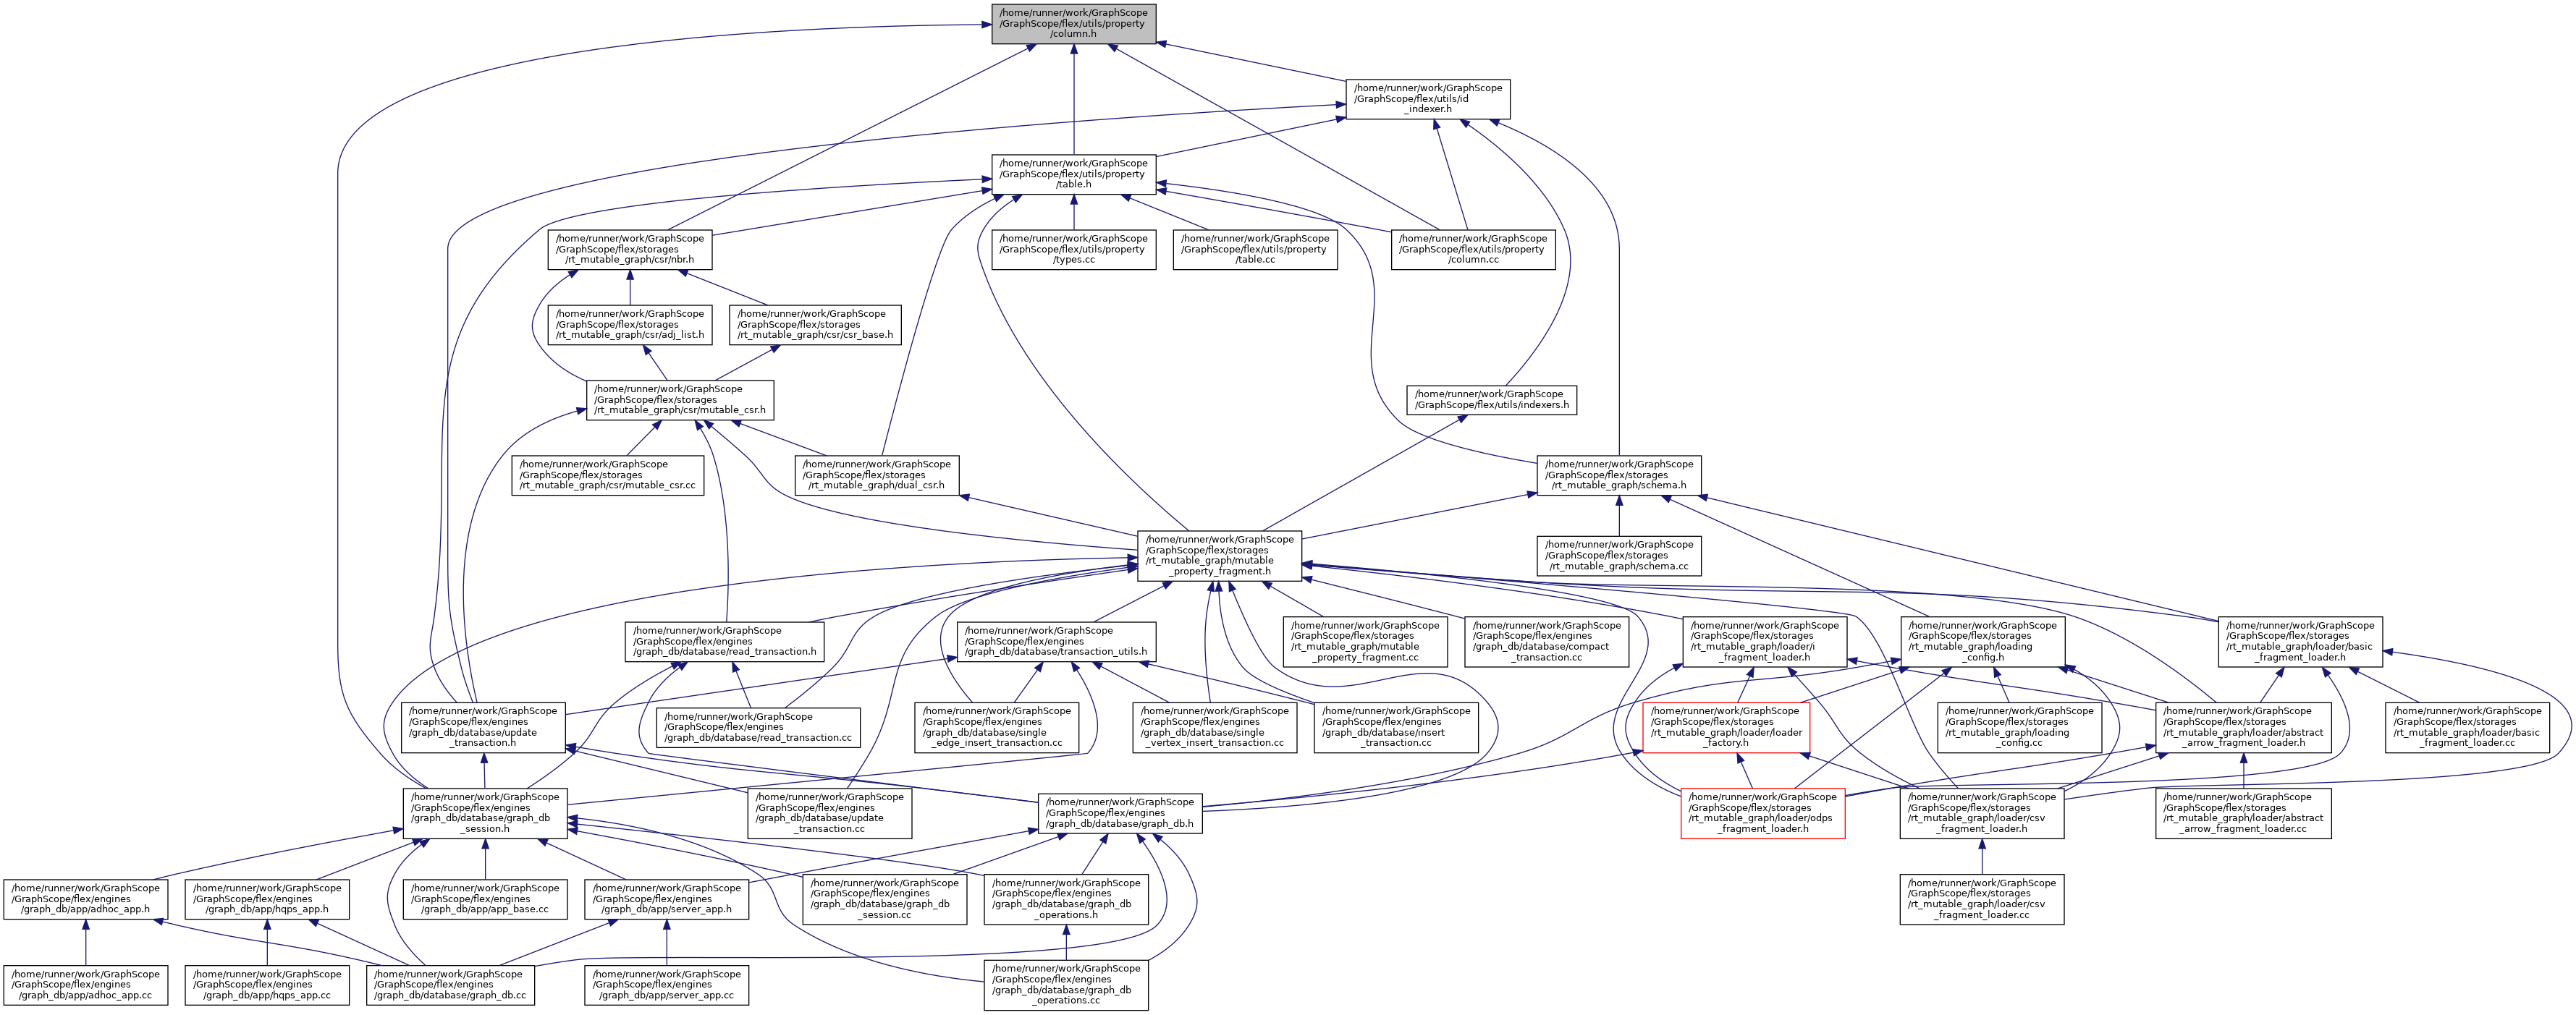 /home/runner/work/GraphScope
/GraphScope/flex/utils/property
/column.h
/home/runner/work/GraphScope
/GraphScope/flex/utils/id
_indexer.h
/home/runner/work/GraphScope
/GraphScope/flex/utils/property
/table.h
/home/runner/work/GraphScope
/GraphScope/flex/storages
/rt_mutable_graph/csr/nbr.h
/home/runner/work/GraphScope
/GraphScope/flex/utils/property
/types.cc
/home/runner/work/GraphScope
/GraphScope/flex/utils/property
/table.cc
/home/runner/work/GraphScope
/GraphScope/flex/utils/property
/column.cc
/home/runner/work/GraphScope
/GraphScope/flex/storages
/rt_mutable_graph/csr/adj_list.h
/home/runner/work/GraphScope
/GraphScope/flex/storages
/rt_mutable_graph/csr/csr_base.h
/home/runner/work/GraphScope
/GraphScope/flex/storages
/rt_mutable_graph/csr/mutable_csr.h
/home/runner/work/GraphScope
/GraphScope/flex/utils/indexers.h
/home/runner/work/GraphScope
/GraphScope/flex/storages
/rt_mutable_graph/csr/mutable_csr.cc
/home/runner/work/GraphScope
/GraphScope/flex/storages
/rt_mutable_graph/dual_csr.h
/home/runner/work/GraphScope
/GraphScope/flex/storages
/rt_mutable_graph/schema.h
/home/runner/work/GraphScope
/GraphScope/flex/storages
/rt_mutable_graph/mutable
_property_fragment.h
/home/runner/work/GraphScope
/GraphScope/flex/storages
/rt_mutable_graph/schema.cc
/home/runner/work/GraphScope
/GraphScope/flex/engines
/graph_db/database/read_transaction.h
/home/runner/work/GraphScope
/GraphScope/flex/engines
/graph_db/database/transaction_utils.h
/home/runner/work/GraphScope
/GraphScope/flex/storages
/rt_mutable_graph/mutable
_property_fragment.cc
/home/runner/work/GraphScope
/GraphScope/flex/engines
/graph_db/database/compact
_transaction.cc
/home/runner/work/GraphScope
/GraphScope/flex/storages
/rt_mutable_graph/loader/i
_fragment_loader.h
/home/runner/work/GraphScope
/GraphScope/flex/storages
/rt_mutable_graph/loading
_config.h
/home/runner/work/GraphScope
/GraphScope/flex/storages
/rt_mutable_graph/loader/basic
_fragment_loader.h
/home/runner/work/GraphScope
/GraphScope/flex/engines
/graph_db/database/update
_transaction.h
/home/runner/work/GraphScope
/GraphScope/flex/engines
/graph_db/database/read_transaction.cc
/home/runner/work/GraphScope
/GraphScope/flex/engines
/graph_db/database/single
_edge_insert_transaction.cc
/home/runner/work/GraphScope
/GraphScope/flex/engines
/graph_db/database/single
_vertex_insert_transaction.cc
/home/runner/work/GraphScope
/GraphScope/flex/engines
/graph_db/database/insert
_transaction.cc
/home/runner/work/GraphScope
/GraphScope/flex/storages
/rt_mutable_graph/loader/loader
_factory.h
/home/runner/work/GraphScope
/GraphScope/flex/storages
/rt_mutable_graph/loading
_config.cc
/home/runner/work/GraphScope
/GraphScope/flex/storages
/rt_mutable_graph/loader/abstract
_arrow_fragment_loader.h
/home/runner/work/GraphScope
/GraphScope/flex/storages
/rt_mutable_graph/loader/basic
_fragment_loader.cc
/home/runner/work/GraphScope
/GraphScope/flex/engines
/graph_db/database/graph_db
_session.h
/home/runner/work/GraphScope
/GraphScope/flex/engines
/graph_db/database/update
_transaction.cc
/home/runner/work/GraphScope
/GraphScope/flex/engines
/graph_db/database/graph_db.h
/home/runner/work/GraphScope
/GraphScope/flex/storages
/rt_mutable_graph/loader/odps
_fragment_loader.h
/home/runner/work/GraphScope
/GraphScope/flex/storages
/rt_mutable_graph/loader/csv
_fragment_loader.h
/home/runner/work/GraphScope
/GraphScope/flex/storages
/rt_mutable_graph/loader/abstract
_arrow_fragment_loader.cc
/home/runner/work/GraphScope
/GraphScope/flex/engines
/graph_db/app/adhoc_app.h
/home/runner/work/GraphScope
/GraphScope/flex/engines
/graph_db/app/hqps_app.h
/home/runner/work/GraphScope
/GraphScope/flex/engines
/graph_db/app/app_base.cc
/home/runner/work/GraphScope
/GraphScope/flex/engines
/graph_db/app/server_app.h
/home/runner/work/GraphScope
/GraphScope/flex/engines
/graph_db/database/graph_db
_session.cc
/home/runner/work/GraphScope
/GraphScope/flex/engines
/graph_db/database/graph_db
_operations.h
/home/runner/work/GraphScope
/GraphScope/flex/storages
/rt_mutable_graph/loader/csv
_fragment_loader.cc
/home/runner/work/GraphScope
/GraphScope/flex/engines
/graph_db/app/adhoc_app.cc
/home/runner/work/GraphScope
/GraphScope/flex/engines
/graph_db/app/hqps_app.cc
/home/runner/work/GraphScope
/GraphScope/flex/engines
/graph_db/database/graph_db.cc
/home/runner/work/GraphScope
/GraphScope/flex/engines
/graph_db/app/server_app.cc
/home/runner/work/GraphScope
/GraphScope/flex/engines
/graph_db/database/graph_db
_operations.cc